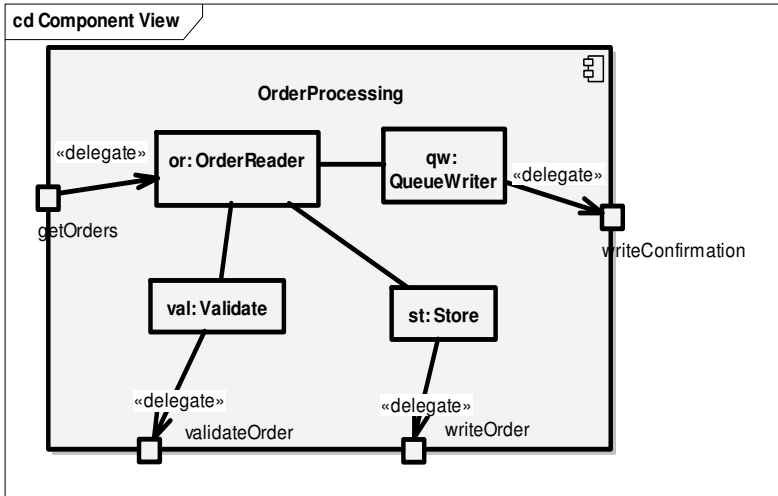 cd Component View
OrderProcessing
«delegate»
or: OrderReader
qw:
QueueWriter
«delegate»
getOrders
writeConfirmation
val: Validate
st: Store
«delegate»
«delegate»
validateOrder
writeOrder